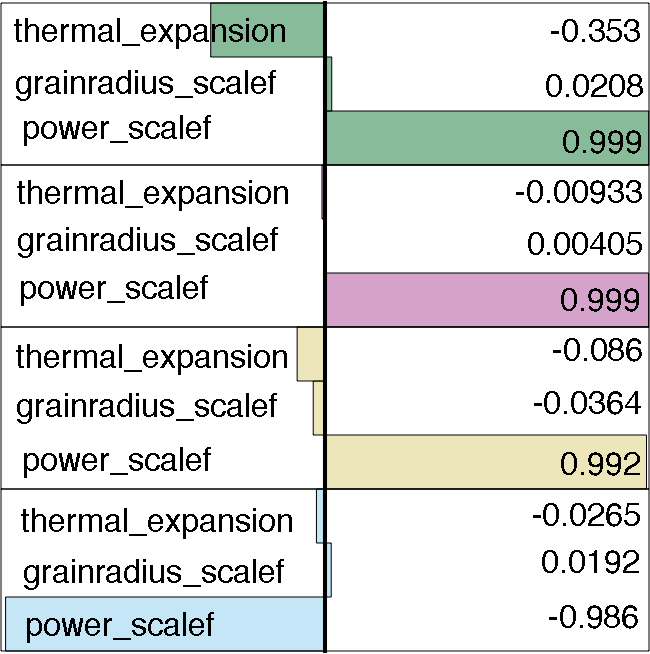 thermal_expansion -0.353
grainradius_scalef 0.0208
power_scalef 0.999
thermal_expansion -0.00933
grainradius_scalef 0.00405
power_scalef 0.999
thermal_expansion -0.086
grainradius_scalef -0.0364
power_scalef 0.992
thermal_expansion -0.0265
grainradius_scalef 0.0192
power_scalef -0.986